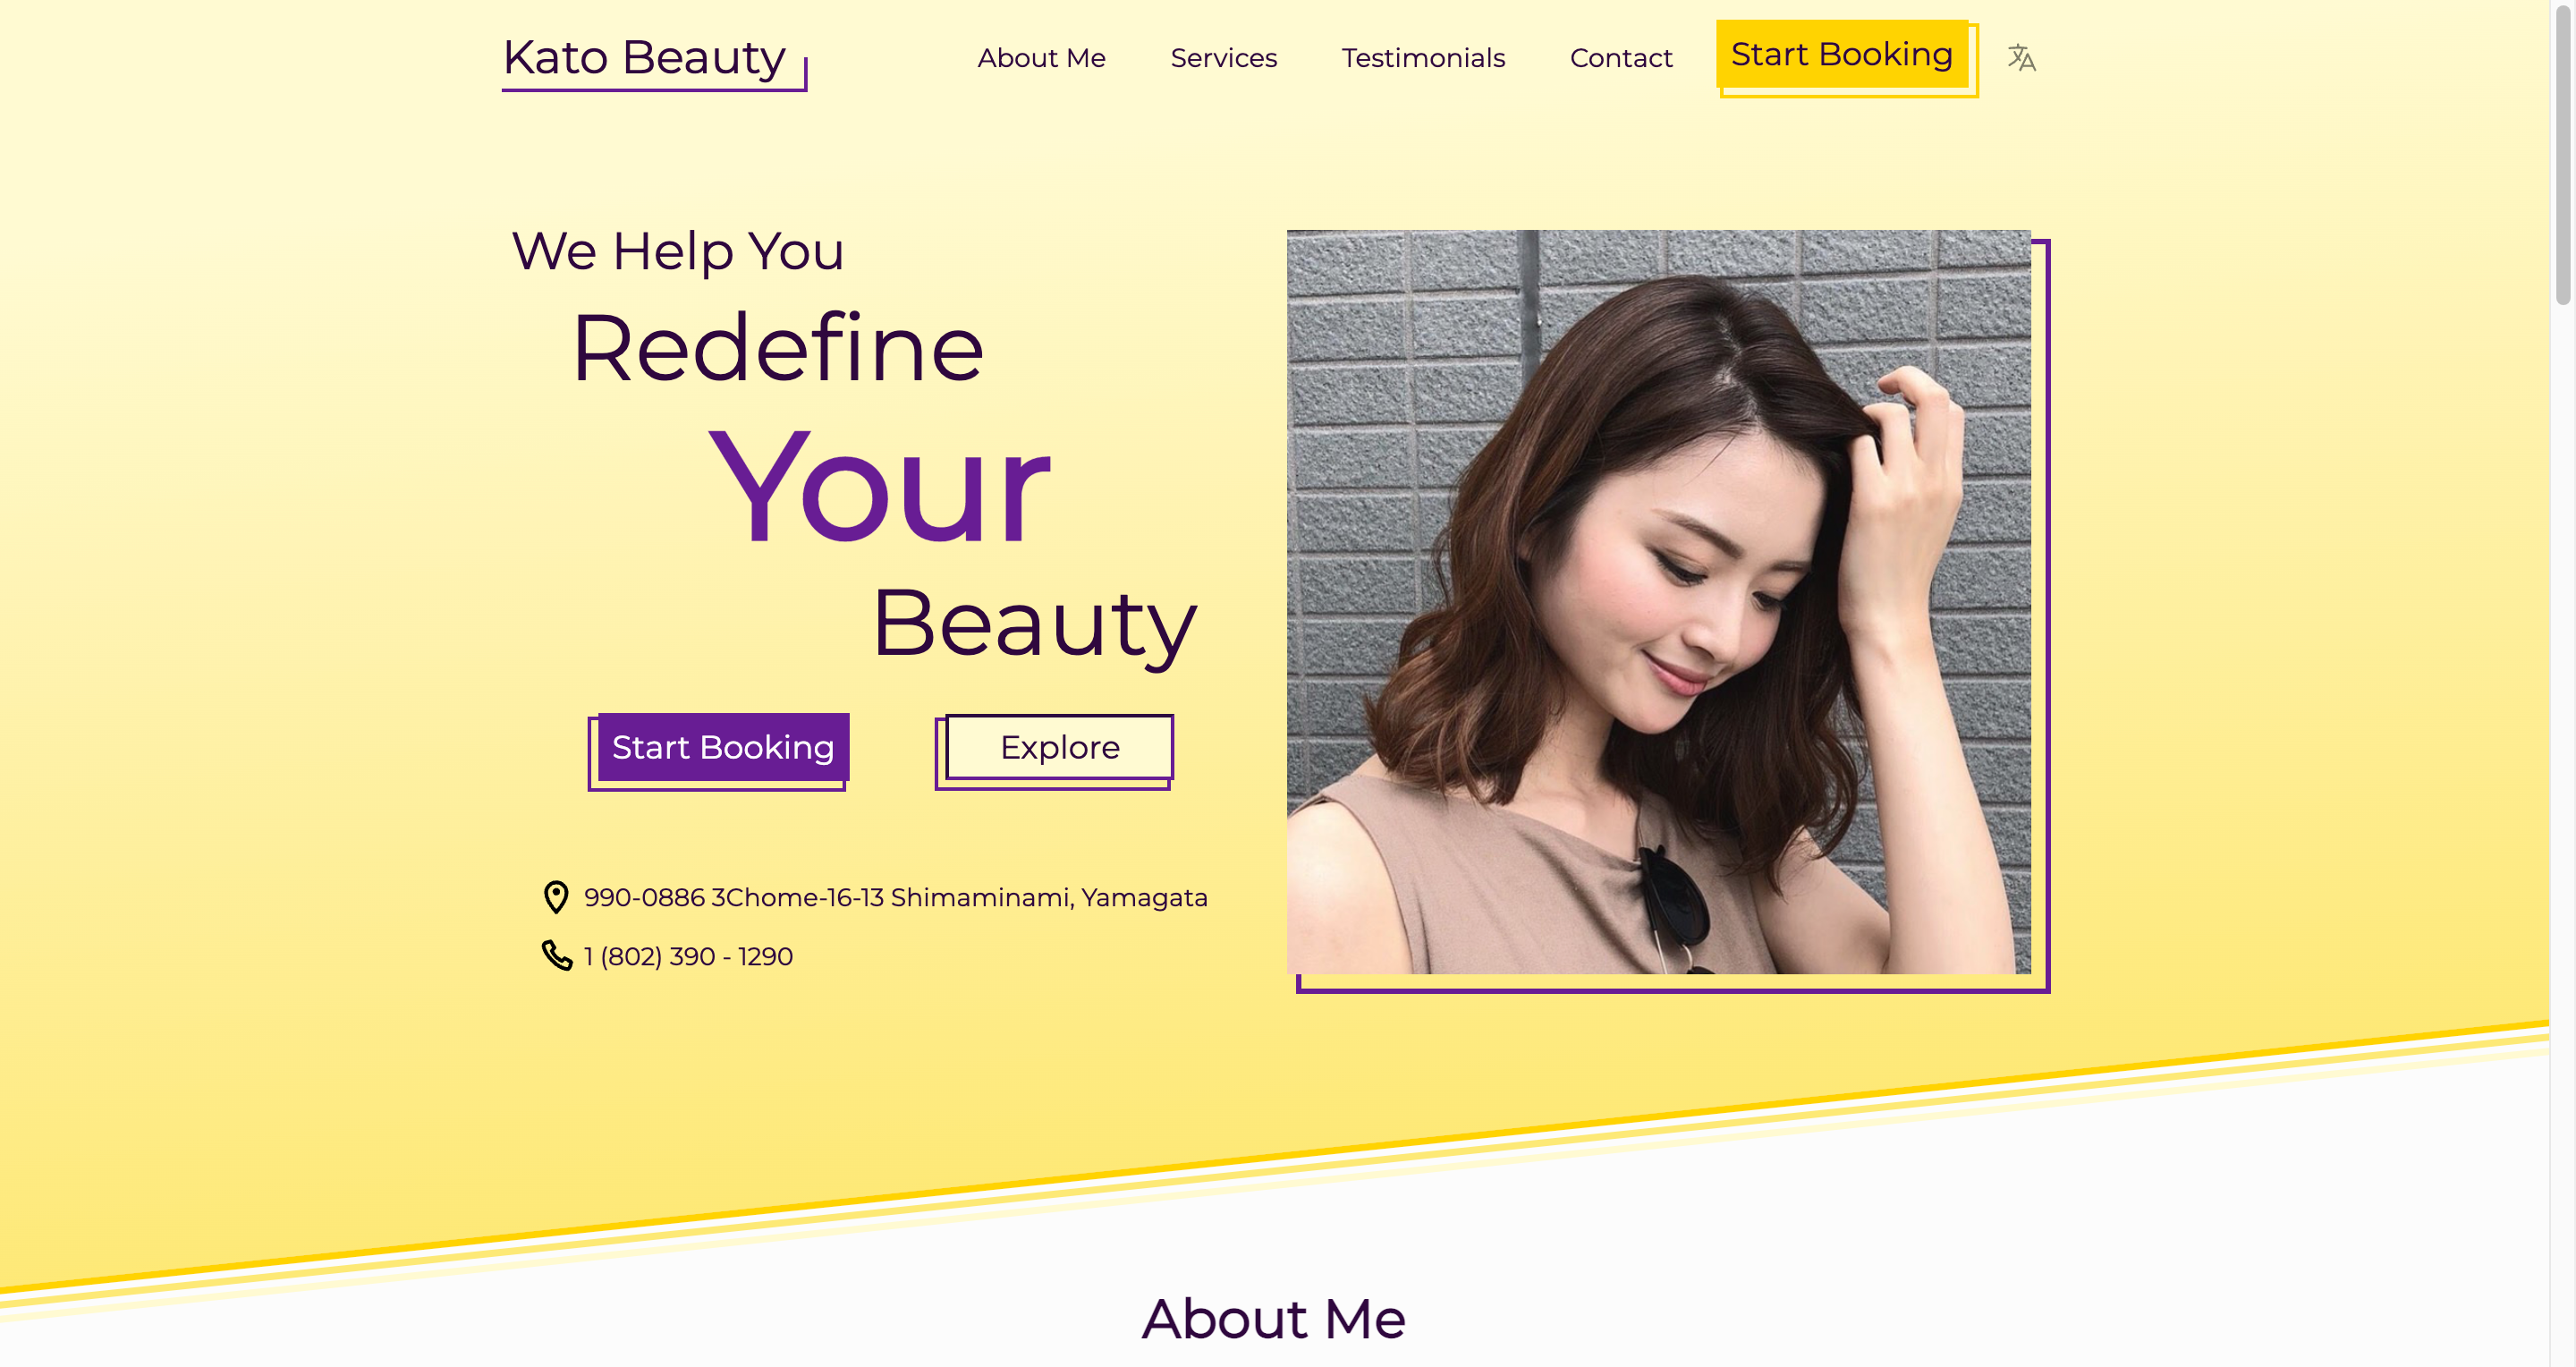 Kato Beauty
About Me
Services
Testimonials
Contact
Start Booking
We Help You
Redefine
Your
Beauty
Start Booking
Explore
990-0886 3Chome-16-13 Shimaminami, Yamagata
1 (802) 390 - 1290
About Me